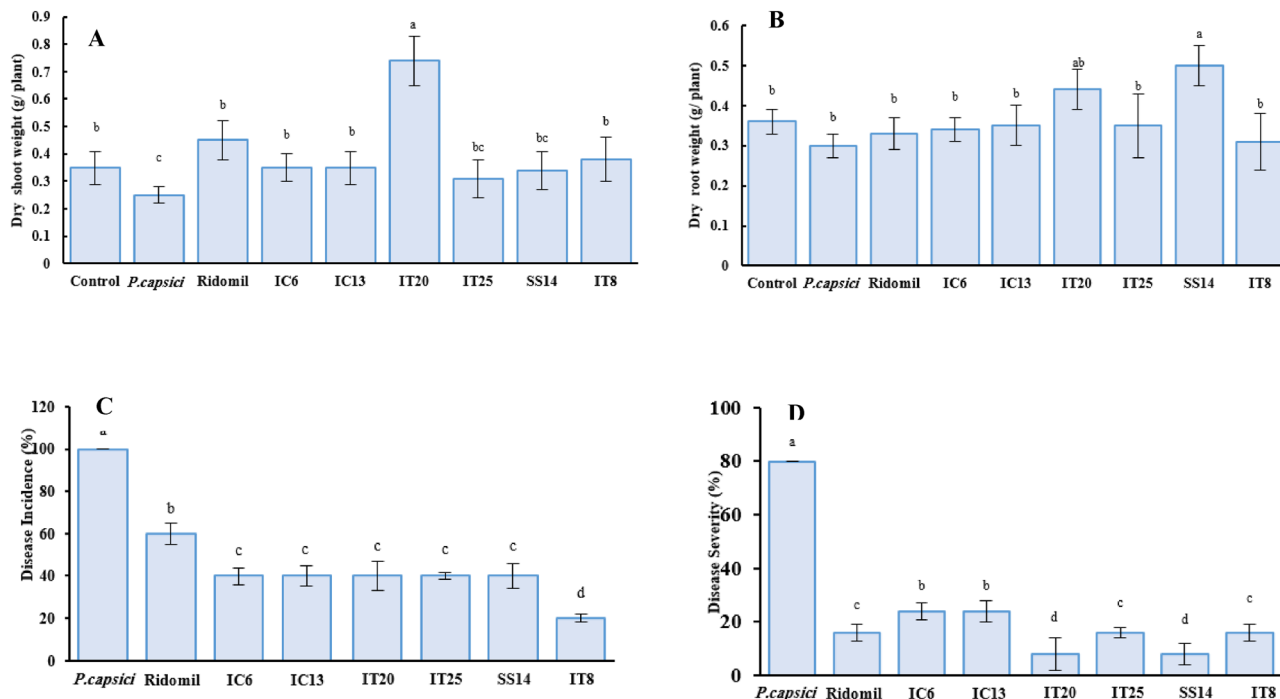 A
Dry shoot weight (g/ plant)
0.9
0.8
0.7
0.6
0.5
0.4
0.3
0.2
0.1
0
b
c
b
b
b
a
bc
bc
b
Control P.capsici Ridomil IC6 IC13 IT20 IT25 SS14 IT8
B
Dry root weight (g/ plant)
0.6
0.5
0.4
0.3
0.2
0.1
0
b
b
b
b
b
ab
b
a
b
Control P.capsici Ridomil IC6 IC13 IT20 IT25 SS14 IT8
C
Disease Incidence (%)
120
100
80
60
40
20
0
a
b
c
c
c
c
c
d
P.capsici Ridomil IC6 IC13 IT20 IT25 SS14 IT8
D
Disease Severity (%)
100
80
60
40
20
0
a
c
b
b
d
c
d
c
P.capsici Ridomil IC6 IC13 IT20 IT25 SS14 IT8